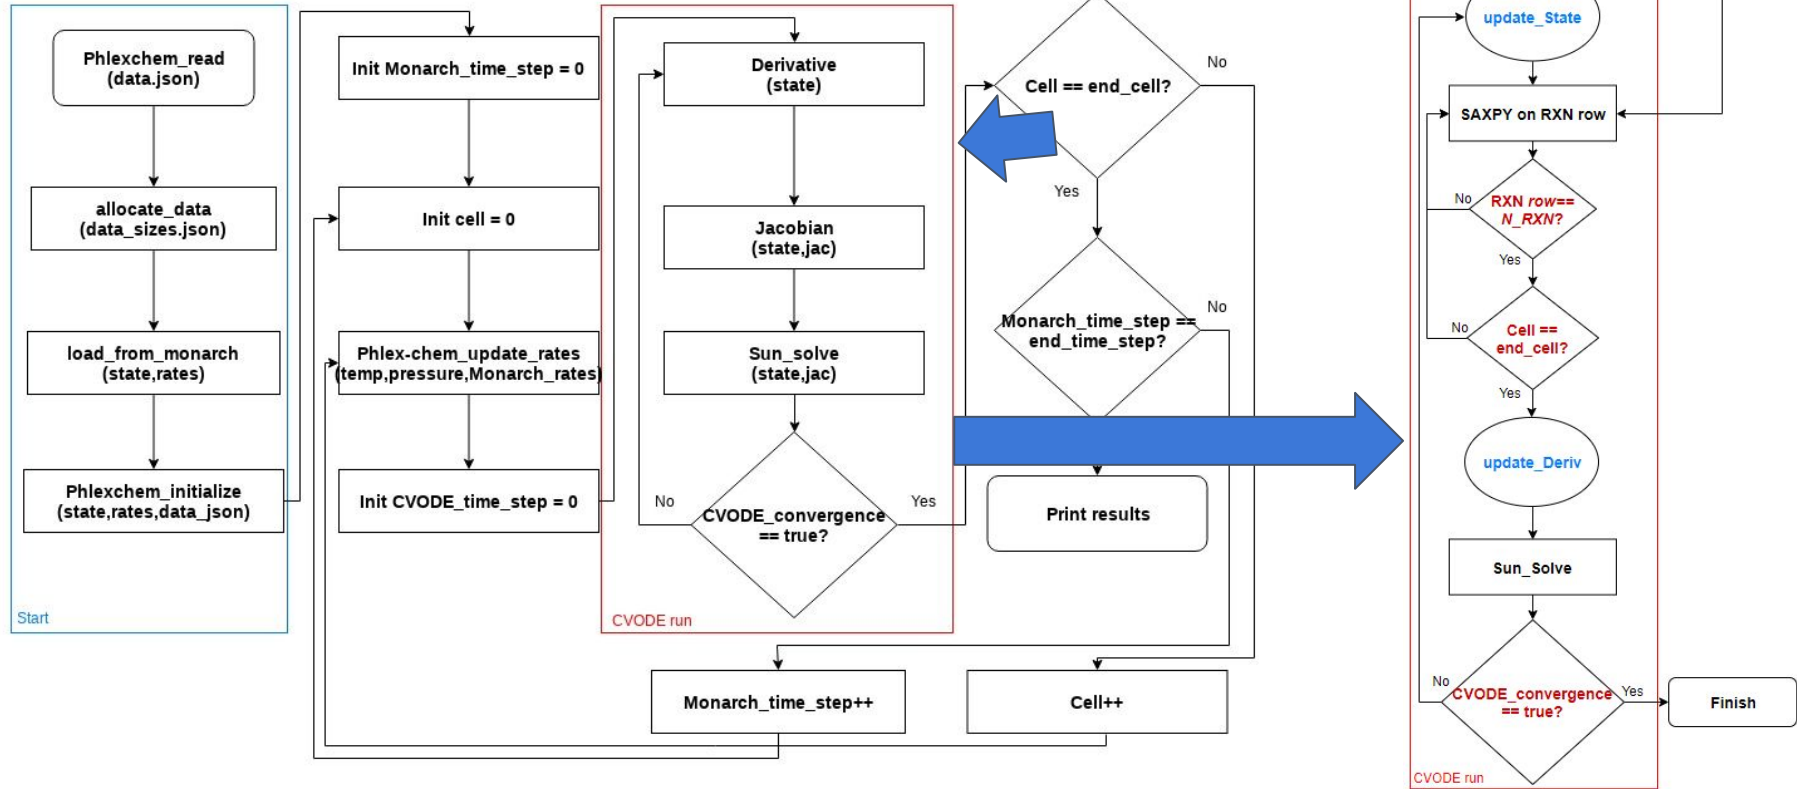 Phlexchem_read
(data.json)
allocate_data
(data_sizes.json)
load_from_monarch
(state,rates)
Phlexchem_initialize
(state,rates,data_json)
Start
Init Monarch_time_step = 0
Init cell = 0
Phlex-chem_update_rates
(temp,pressure,Monarch_rates)
Init CVODE_time_step = 0
Derivative
(state)
Jacobian
(state,jac)
Sun_solve
(state,jac)
No
CVODE_convergence
== true?
Yes
CVODE run
Cell == end_cell?
No
Yes
Monarch_time_step ==
end_time_step?
No
Print results
Monarch_time_step++
Cell++
update_State
SAXPY on RXN row
RXN row==
N_RXN?
No
Yes
Cell ==
end_cell?
No
Yes
update_Deriv
Sun_Solve
No
CVODE_convergence
== true?
Yes
Finish
CVODE run